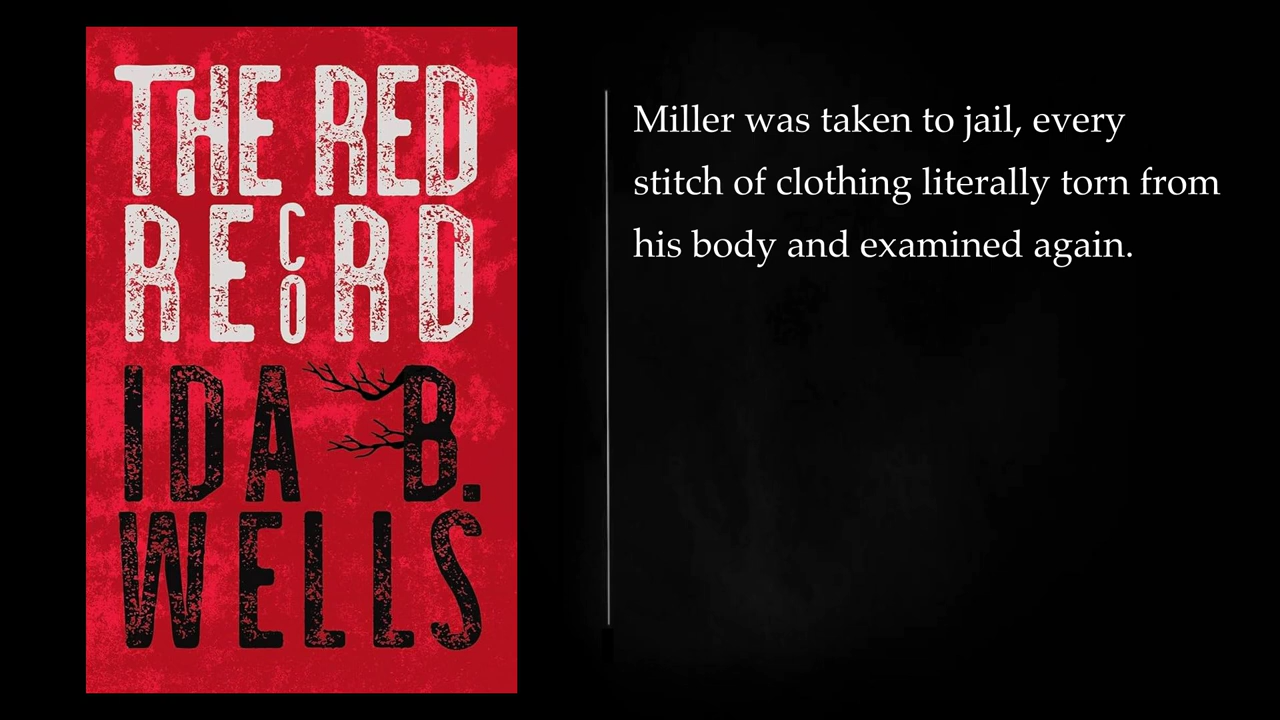 THE RED
RECORD
IDA B.
WELLS
Miller was taken to jail, every
stitch of clothing literally torn from
his body and examined again.